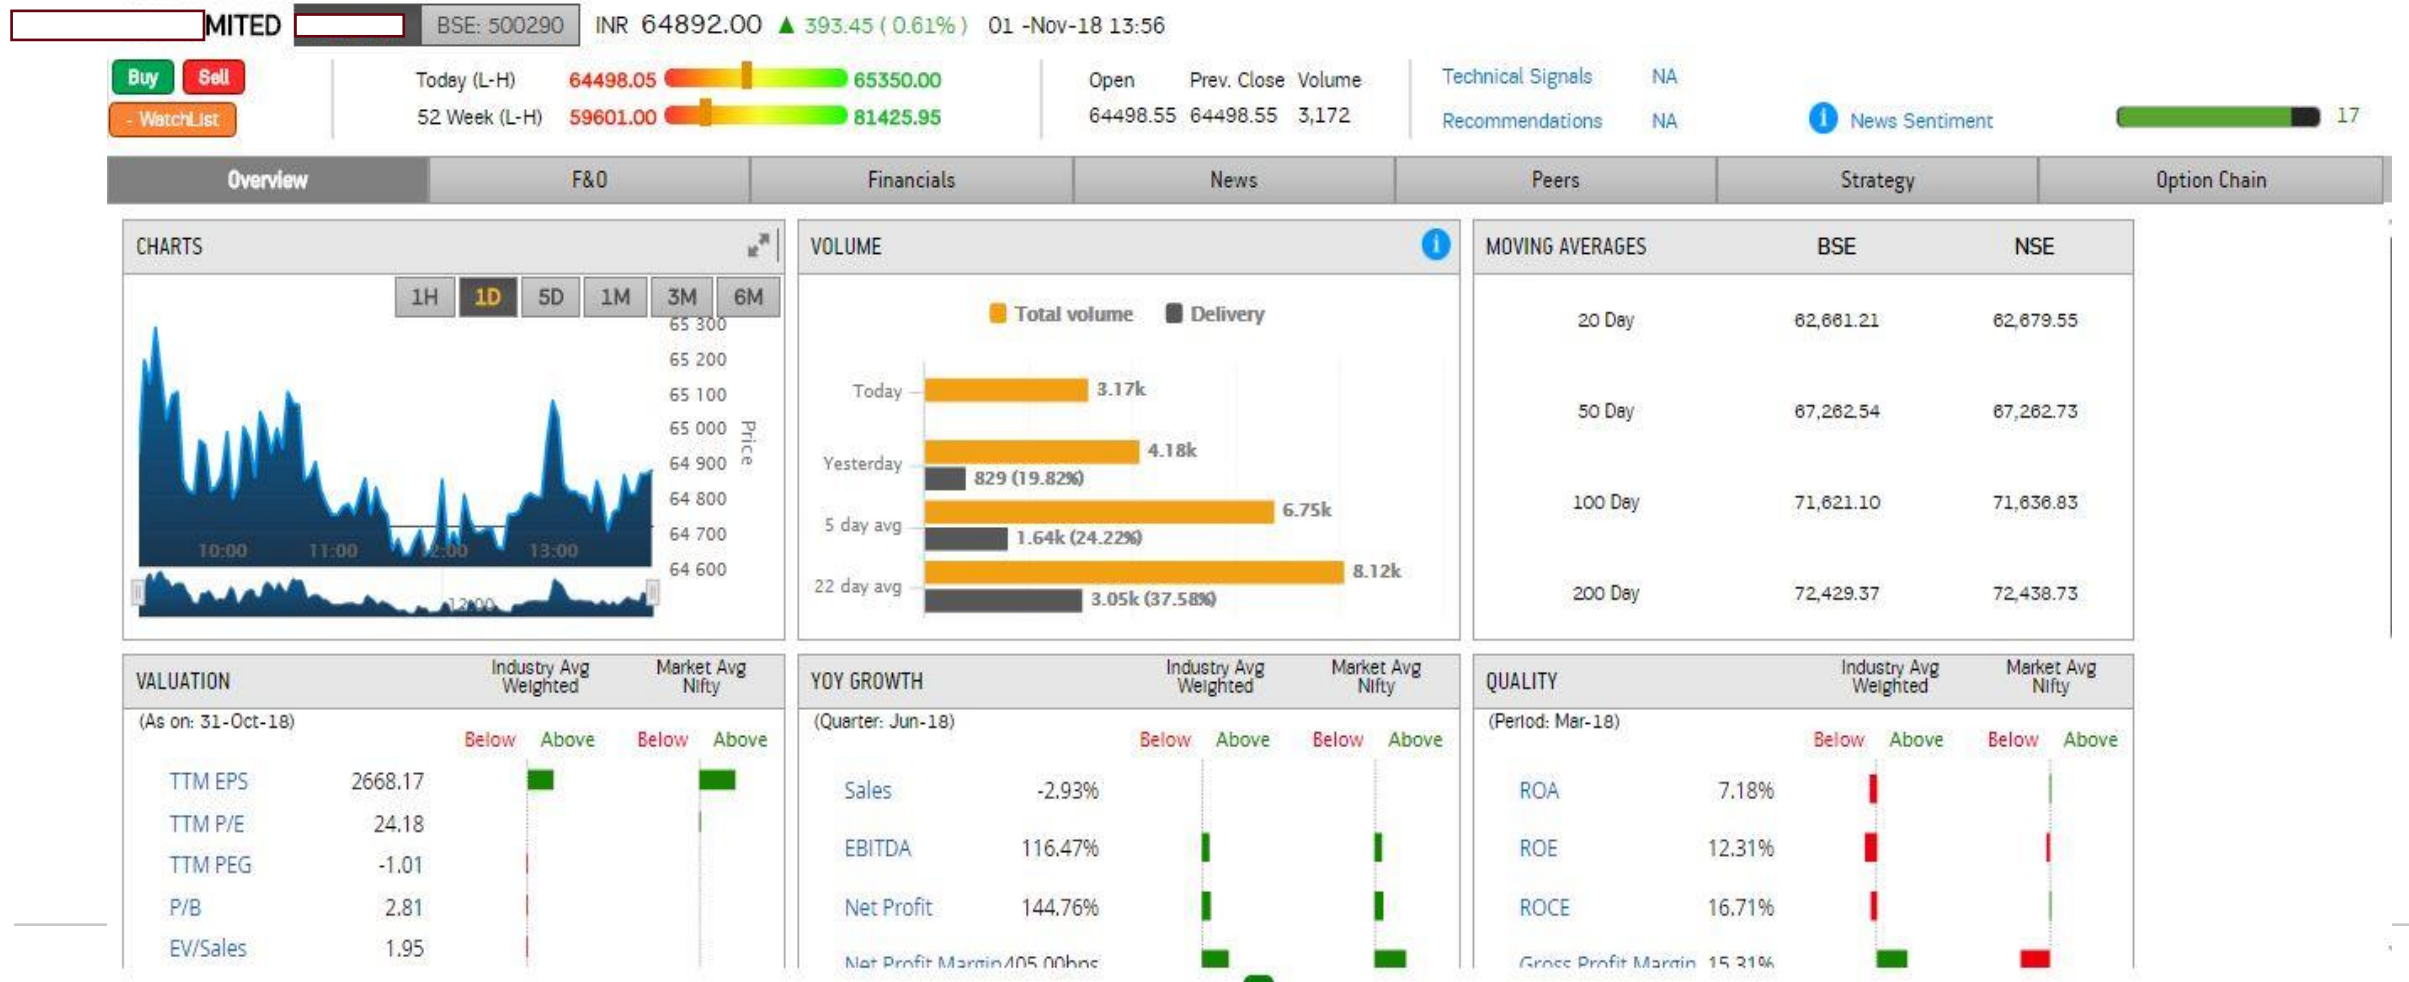 MITED BSE: 500290 INR 64892.00 ▲ 393.45 ( 0.61% ) 01 -Nov-18 13:56
Buy Sell
- WatchList
Today (L-H) 64498.05 65350.00
52 Week (L-H) 59601.00 81425.95
Open Prev. Close Volume
64498.55 64498.55 3,172
Technical Signals NA
Recommendations NA
i News Sentiment 17
Overview F&O Financials News Peers Strategy Option Chain
CHARTS
1H 1D 5D 1M 3M 6M
65 300
65 200
65 100
65 000
64 900
64 800
64 700
64 600
Price
10:00 11:00 12:00 13:00
12:00
VOLUME i
Total volume Delivery
Today 3.17k
Yesterday 4.18k
829 (19.82%)
5 day avg 6.75k
1.64k (24.22%)
22 day avg 8.12k
3.05k (37.58%)
MOVING AVERAGES BSE NSE
20 Day 62,661.21 62,679.55
50 Day 67,262.54 67,262.73
100 Day 71,621.10 71,636.83
200 Day 72,429.37 72,438.73
VALUATION Industry Avg Weighted Market Avg Nifty
(As on: 31-Oct-18)
Below Above Below Above
TTM EPS 2668.17
TTM P/E 24.18
TTM PEG -1.01
P/B 2.81
EV/Sales 1.95
YOY GROWTH Industry Avg Weighted Market Avg Nifty
(Quarter: Jun-18)
Below Above Below Above
Sales -2.93%
EBITDA 116.47%
Net Profit 144.76%
Net Profit Margin 405.00bps
QUALITY Industry Avg Weighted Market Avg Nifty
(Period: Mar-18)
Below Above Below Above
ROA 7.18%
ROE 12.31%
ROCE 16.71%
Gross Profit Margin 15.31%